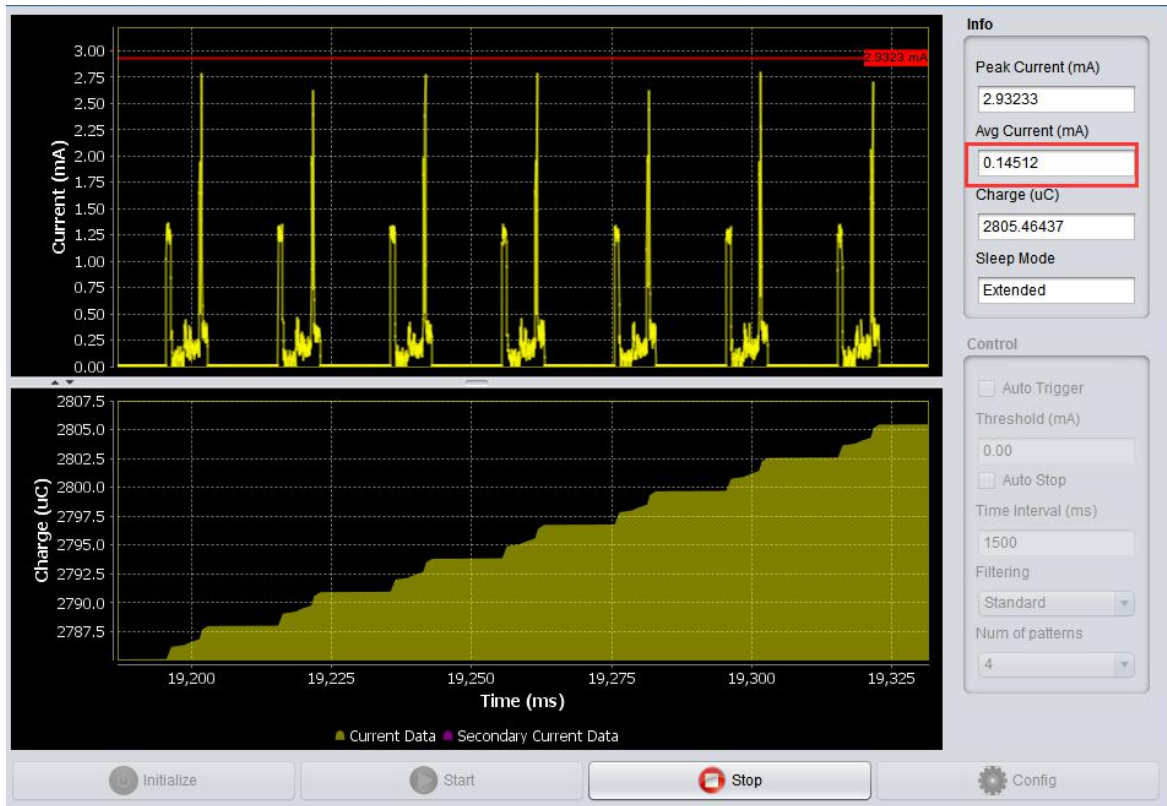 3.00
2.75
2.50
2.25
2.00
1.75
1.50
1.25
1.00
0.75
0.50
0.25
0.00
Current (mA)
2.9323 mA
2807.5
2805.0
2802.5
2800.0
2797.5
2795.0
2792.5
2790.0
2787.5
Charge (uC)
19,200 19,225 19,250 19,275 19,300 19,325
Time (ms)
Current Data Secondary Current Data
Info
Peak Current (mA)
2.93233
Avg Current (mA)
0.14512
Charge (uC)
2805.46437
Sleep Mode
Extended
Control
Auto Trigger
Threshold (mA)
0.00
Auto Stop
Time Interval (ms)
1500
Filtering
Standard
Num of patterns
4
Initialize Start Stop Config